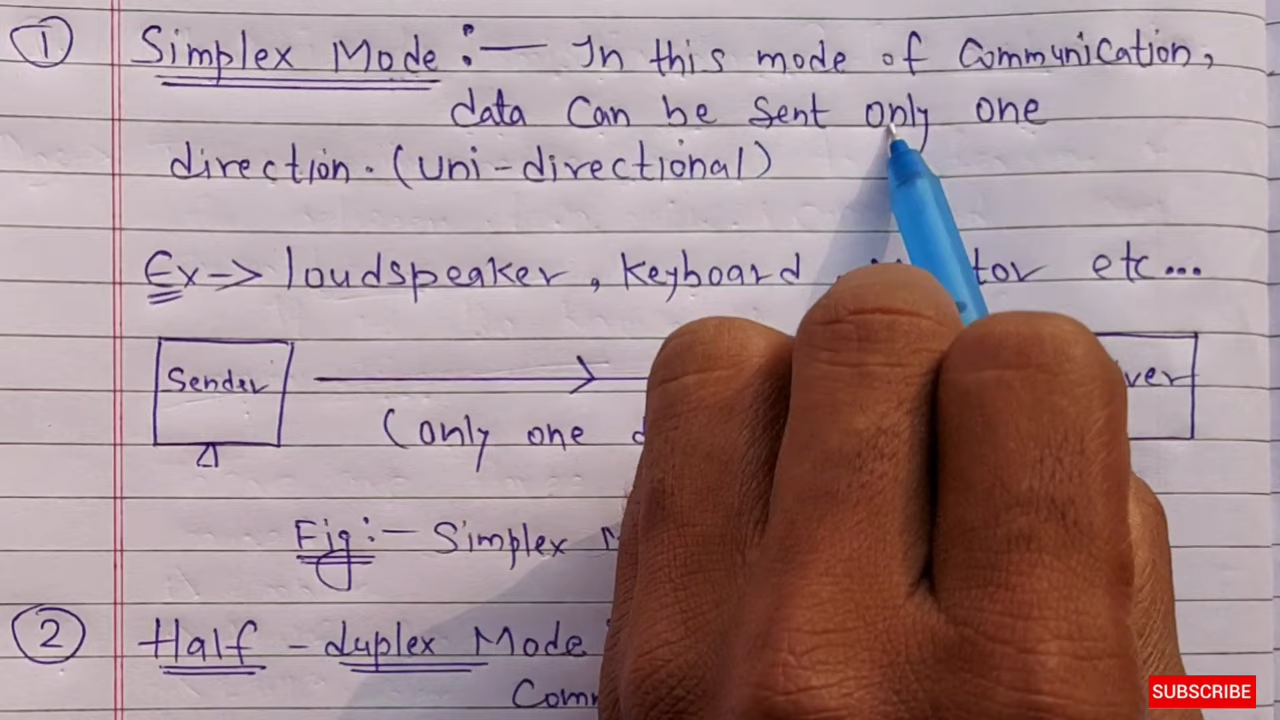 ① Simplex Mode :— In this mode of Communication,
data Can be Sent only one
direction. (uni-directional)
Ex-> loudspeaker, Keyboard etc...
Sender
(only one
Fig:- Simplex
② Half - duplex Mode
SUBSCRIBE